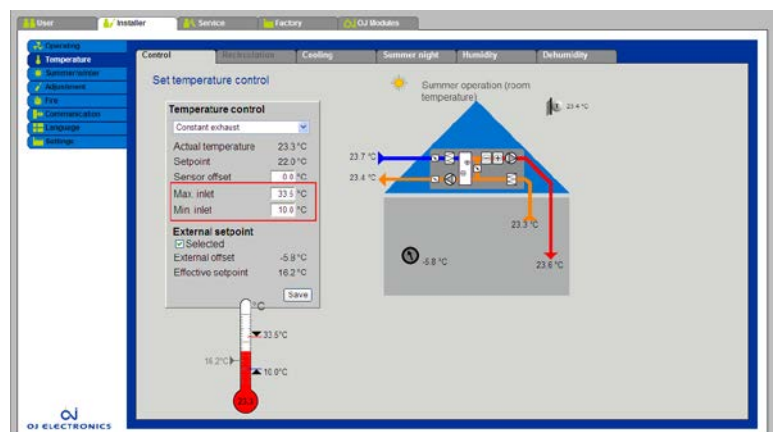 User Installer Service Factory OJ Modules
Operating
Temperature
Summer/winter
Adjustment
Fire
Communication
Language
Settings
Control Recirculation Cooling Summer night Humidity Dehumidity
Set temperature control
Temperature control
Constant exhaust
Actual temperature 23.3 °C
Setpoint 22.0 °C
Sensor offset 0.0 °C
Max. inlet 33.5 °C
Min. inlet 10.0 °C
External setpoint
Selected
External offset -5.8 °C
Effective setpoint 16.2 °C
Save
°C
33.5°C
16.2°C
10.0°C
23.3
Summer operation (room
temperature)
23.4 °C
23.7 °C
23.4 °C
23.3 °C
-5.8 °C
23.6 °C
OJ
OJ ELECTRONICS